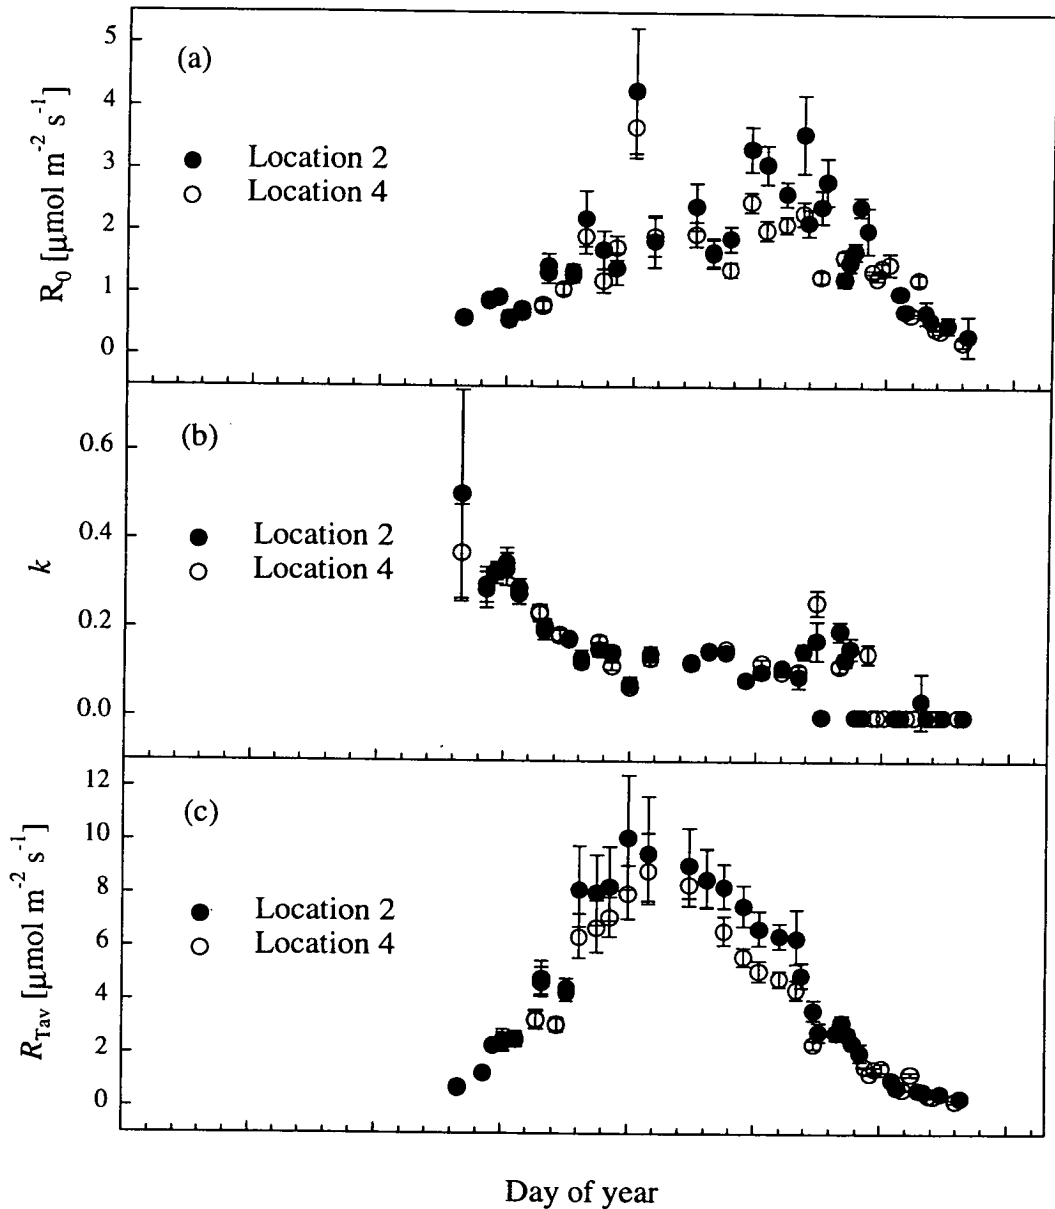 (a)
R₀ [μmol m⁻² s⁻¹]
5
4
3
2
1
0
Location 2
Location 4
(b)
k
0.6
0.4
0.2
0.0
Location 2
Location 4
(c)
R_Tav [μmol m⁻² s⁻¹]
12
10
8
6
4
2
0
Location 2
Location 4
Day of year